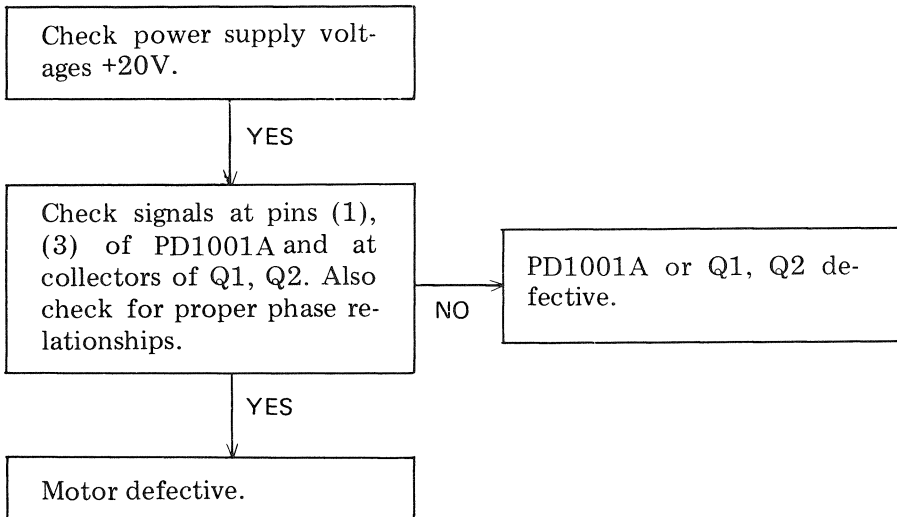 Check power supply volt-
ages +20V.
YES
Check signals at pins (1),
(3) of PD1001A and at
collectors of Q1, Q2. Also
check for proper phase re-
lationships.
NO
PD1001A or Q1, Q2 de-
fective.
YES
Motor defective.